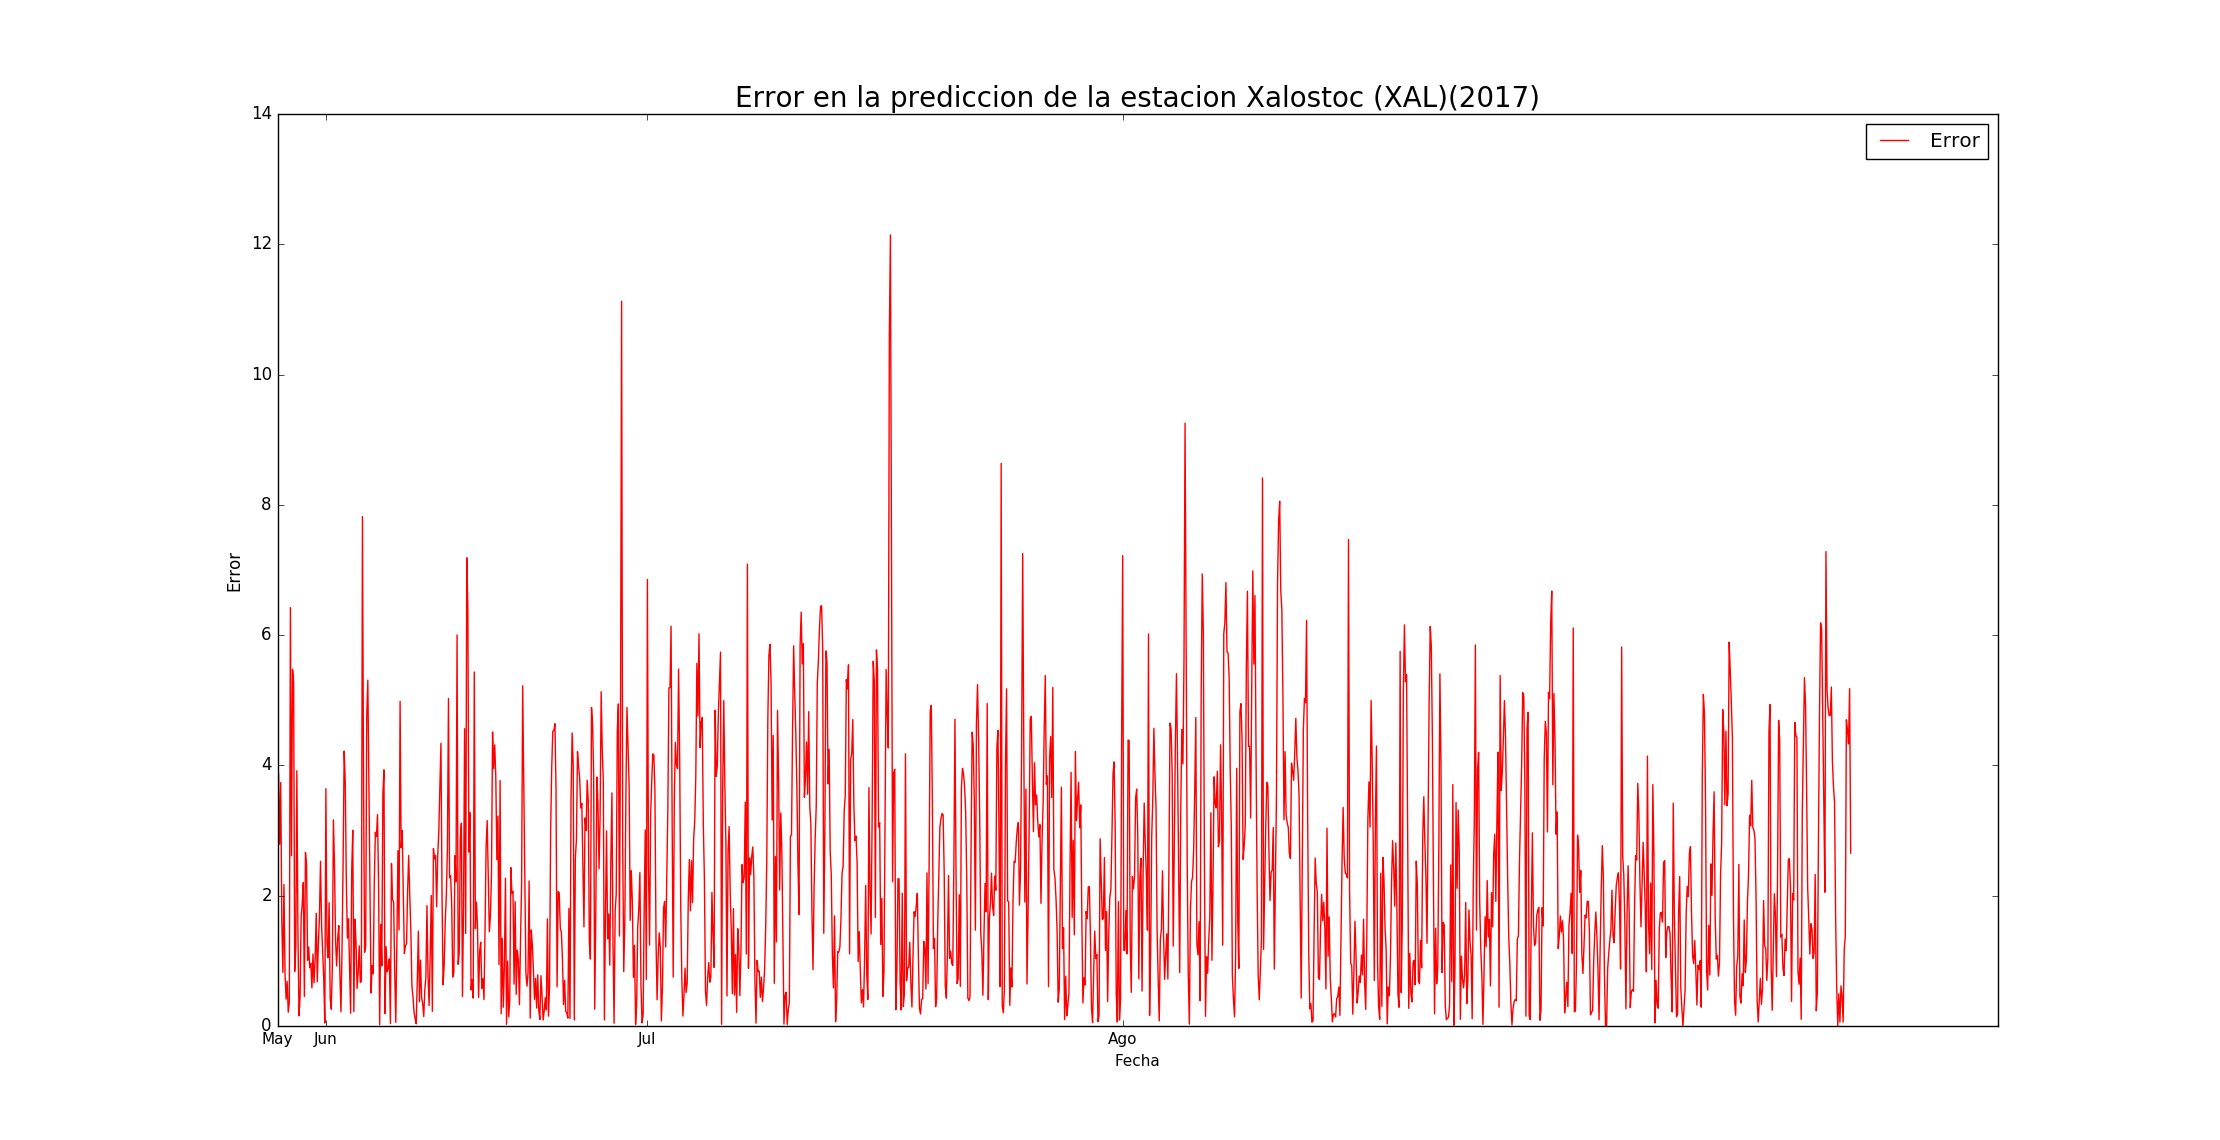 Error en la prediccion de la estacion Xalostoc (XAL)(2017)
Error
14
12
10
8
6
4
2
0
Error
May Jun Jul Ago
Fecha